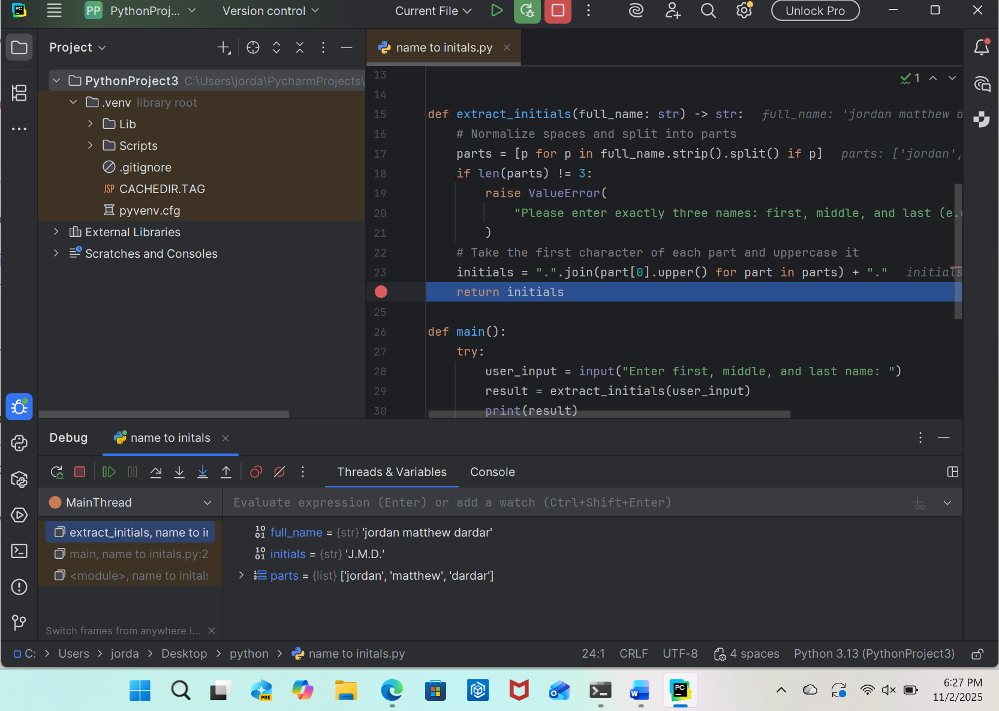 PP PythonProj... Version control Current File Unlock Pro
Project
name to initals.py
PythonProject3 C:\Users\jorda\PycharmProjects\
.venv library root
Lib
Scripts
.gitignore
JSP CACHEDIR.TAG
pyvenv.cfg
External Libraries
Scratches and Consoles
1
13
14
15 def extract_initials(full_name: str) -> str: full_name: 'jordan matthew d
16 # Normalize spaces and split into parts
17 parts = [p for p in full_name.strip().split() if p] parts: ['jordan',
18 if len(parts) != 3:
19 raise ValueError(
20 "Please enter exactly three names: first, middle, and last (e.g
21 )
22 # Take the first character of each part and uppercase it
23 initials = ".".join(part[0].upper() for part in parts) + "." initials
return initials
25
26 def main():
27 try:
28 user_input = input("Enter first, middle, and last name: ")
29 result = extract_initials(user_input)
30 print(result)
Debug name to initals
Threads & Variables Console
MainThread
Evaluate expression (Enter) or add a watch (Ctrl+Shift+Enter)
extract_initials, name to ir
main, name to initals.py:2
<module>, name to initals
full_name = {str} 'jordan matthew dardar'
initials = {str} 'J.M.D.'
parts = {list} ['jordan', 'matthew', 'dardar']
Switch frames from anywhere i...
C: > Users > jorda > Desktop > python > name to initals.py
24:1 CRLF UTF-8 4 spaces Python 3.13 (PythonProject3)
PRE
6:27 PM
11/2/2025